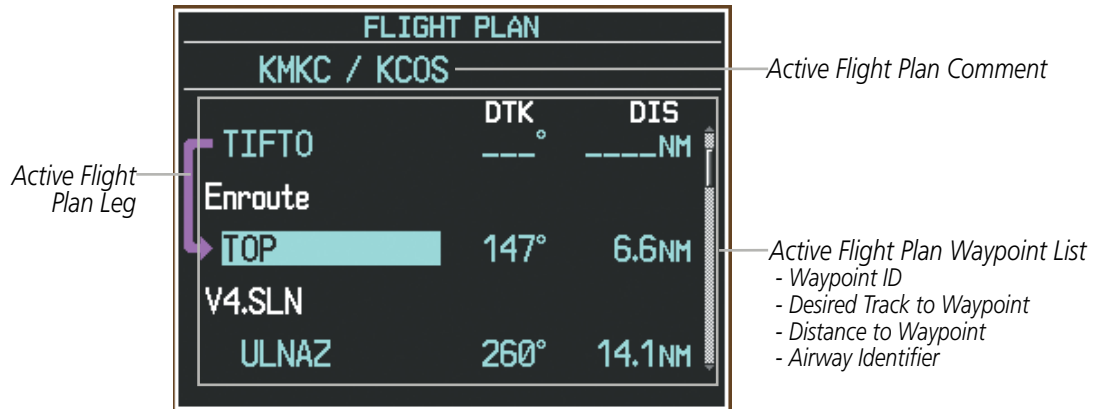 FLIGHT PLAN
KMKC / KCOS
Active Flight Plan Comment
DTK DIS
TIFTO ___° ____NM
Active Flight
Plan Leg
Enroute
TOP 147° 6.6NM
Active Flight Plan Waypoint List
- Waypoint ID
- Desired Track to Waypoint
- Distance to Waypoint
- Airway Identifier
V4.SLN
ULNAZ 260° 14.1NM